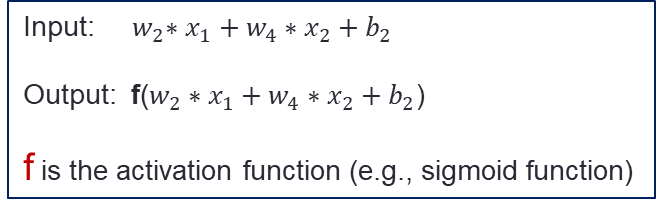 Input: w₂* x₁ + w₄ * x₂ + b₂
Output: f(w₂ * x₁ + w₄ * x₂ + b₂)
f is the activation function (e.g., sigmoid function)